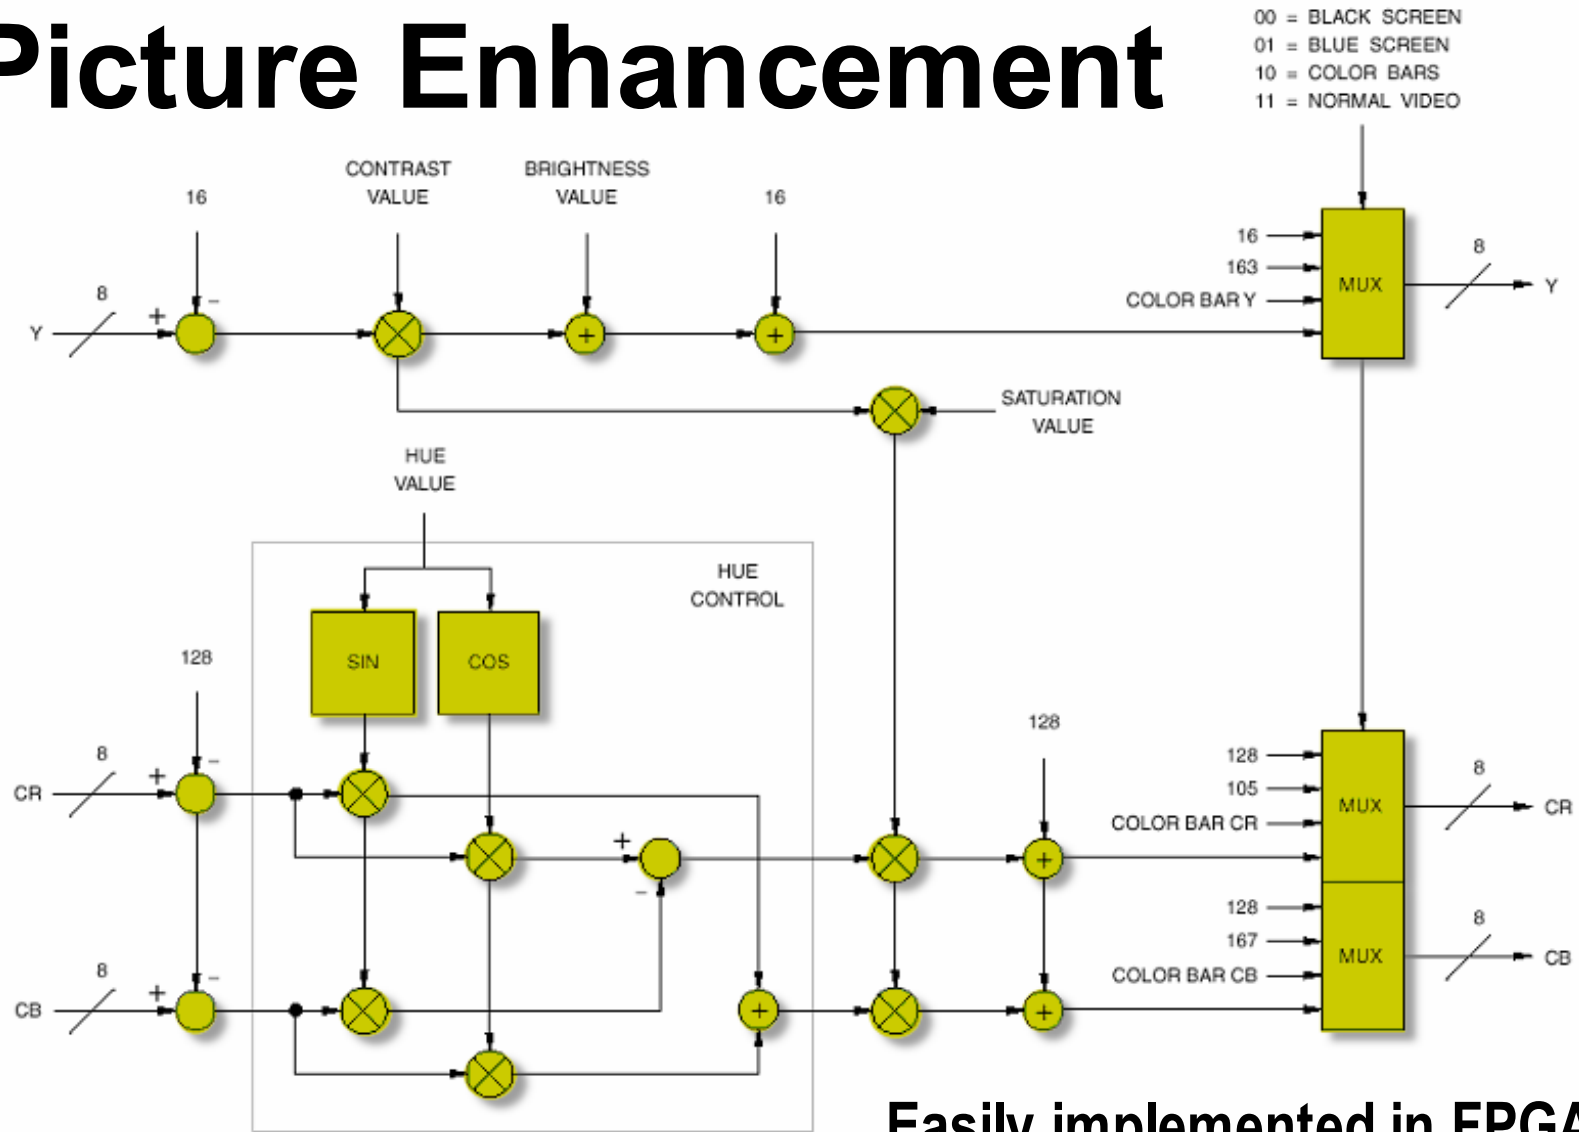 Picture Enhancement
00 = BLACK SCREEN
01 = BLUE SCREEN
10 = COLOR BARS
11 = NORMAL VIDEO
16
CONTRAST
VALUE
BRIGHTNESS
VALUE
16
Y
8
+
−
+
+
16
163
COLOR BAR Y
MUX
8
Y
SATURATION
VALUE
HUE
VALUE
HUE
CONTROL
SIN
COS
128
CR
8
+
−
+
−
128
+
128
105
COLOR BAR CR
MUX
8
CR
CB
8
+
−
+
+
128
167
COLOR BAR CB
MUX
8
CB
Easily implemented in FPGA